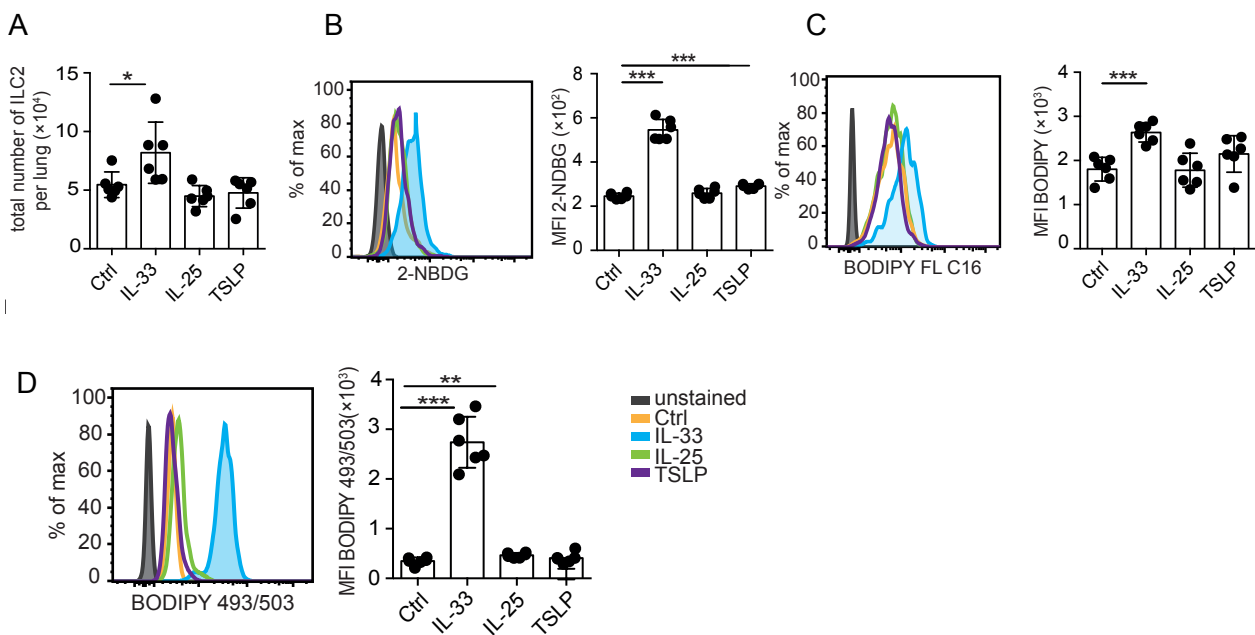 A
total number of ILC2
per lung (×10⁴)
15
10
5
0
*
Ctrl
IL-33
IL-25
TSLP
B
% of max
100
80
60
40
20
0
2-NBDG
MFI 2-NDBG (×10²)
8
6
4
2
0
***
***
Ctrl
IL-33
IL-25
TSLP
C
% of max
100
80
60
40
20
0
BODIPY FL C16
MFI BODIPY (×10³)
4
3
2
1
0
***
Ctrl
IL-33
IL-25
TSLP
D
% of max
100
80
60
40
20
0
BODIPY 493/503
MFI BODIPY 493/503(×10³)
4
3
2
1
0
**
***
Ctrl
IL-33
IL-25
TSLP
unstained
Ctrl
IL-33
IL-25
TSLP